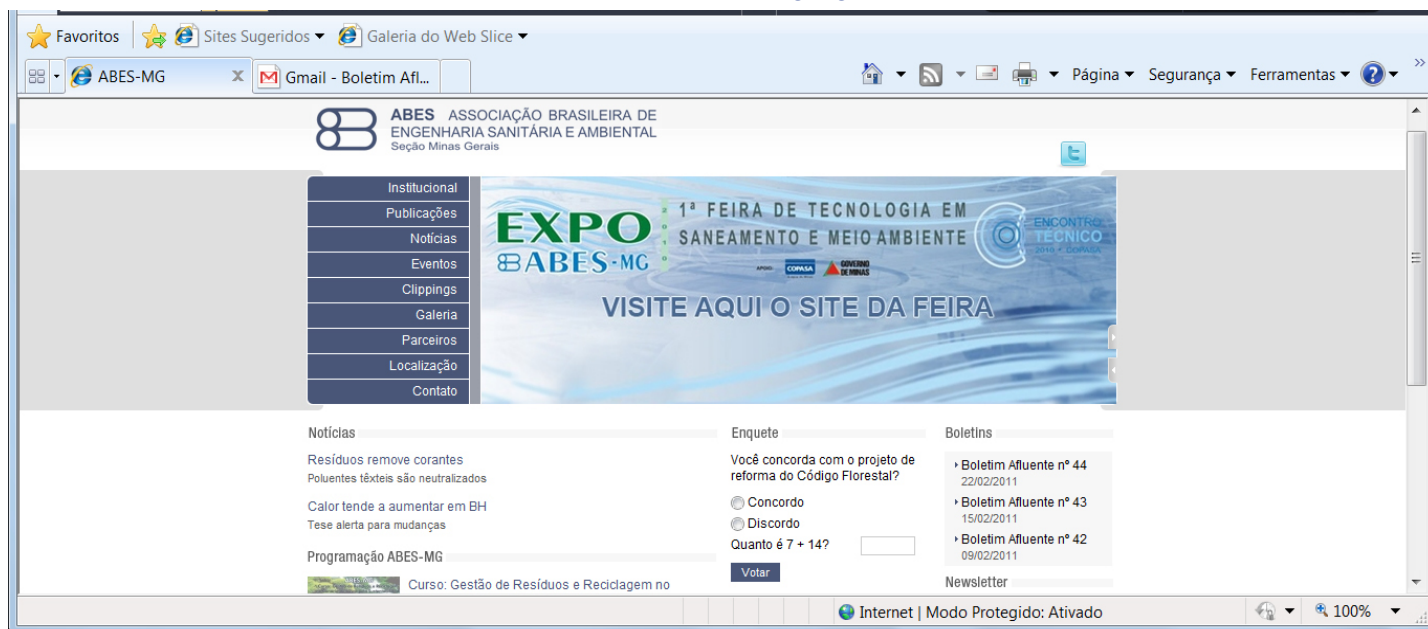 Favoritos
Sites Sugeridos
Galeria do Web Slice
ABES-MG
X
Gmail - Boletim Afl...
Página
Segurança
Ferramentas
ABES ASSOCIAÇÃO BRASILEIRA DE
ENGENHARIA SANITÁRIA E AMBIENTAL
Seção Minas Gerais
Institucional
Publicações
Notícias
Eventos
Clippings
Galeria
Parceiros
Localização
Contato
EXPO
ABES-MG
1ª FEIRA DE TECNOLOGIA EM
SANEAMENTO E MEIO AMBIENTE
APOIO:
COPASA
GOVERNO
DE MINAS
ENCONTRO
TÉCNICO
2010 • COPASA
VISITE AQUI O SITE DA FEIRA
Notícias
Resíduos remove corantes
Poluentes têxteis são neutralizados
Calor tende a aumentar em BH
Tese alerta para mudanças
Programação ABES-MG
Curso: Gestão de Resíduos e Reciclagem no
Enquete
Você concorda com o projeto de
reforma do Código Florestal?
Concordo
Discordo
Quanto é 7 + 14?
Votar
Boletins
Boletim Afluente nº 44
22/02/2011
Boletim Afluente nº 43
15/02/2011
Boletim Afluente nº 42
09/02/2011
Newsletter
Internet | Modo Protegido: Ativado
100%